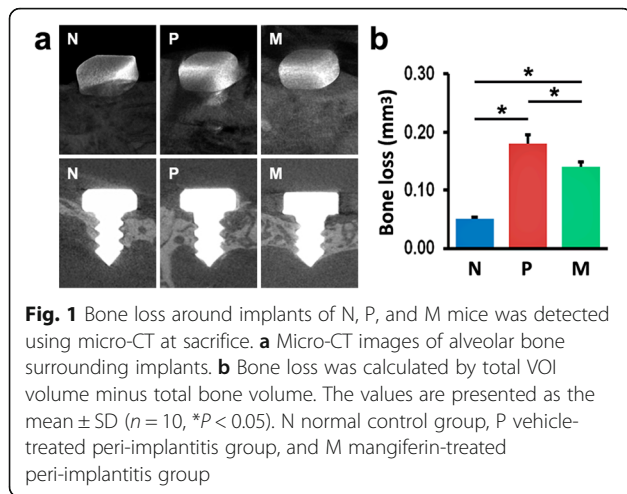 a
N
P
M
N
P
M
b
Bone loss (mm3)
0.30
0.20
0.10
0.00
*
*
*
N
P
M
Fig. 1 Bone loss around implants of N, P, and M mice was detected
using micro-CT at sacrifice. a Micro-CT images of alveolar bone
surrounding implants. b Bone loss was calculated by total VOI
volume minus total bone volume. The values are presented as the
mean ± SD (n = 10, *P < 0.05). N normal control group, P vehicle-
treated peri-implantitis group, and M mangiferin-treated
peri-implantitis group